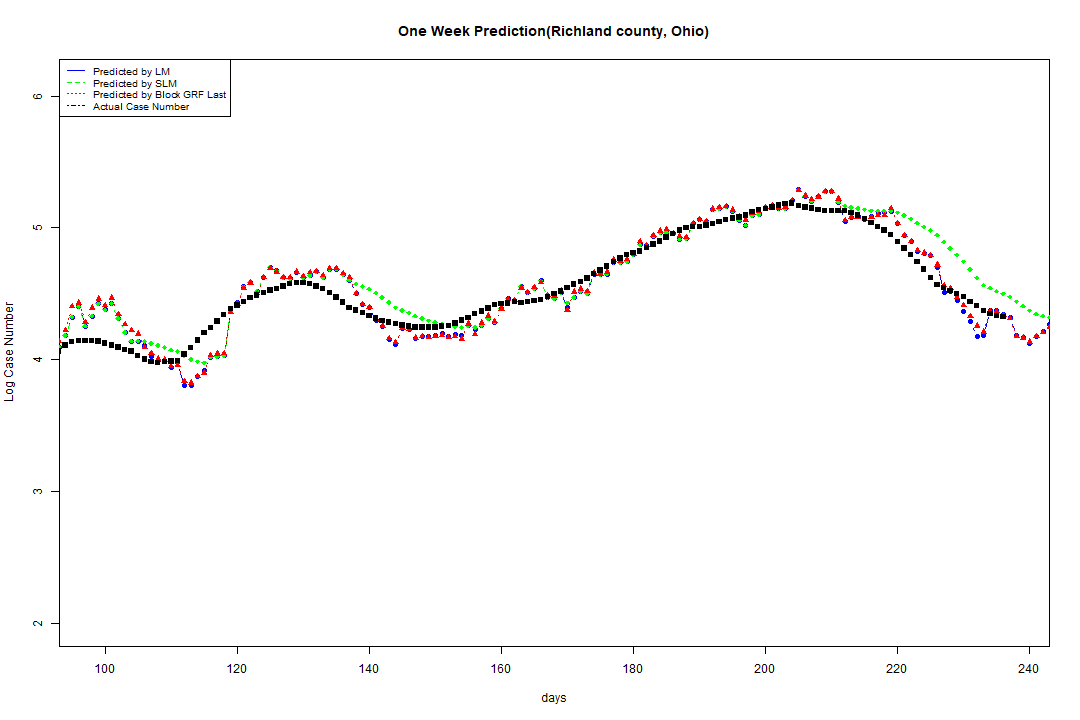 One Week Prediction(Richland county, Ohio)
Predicted by LM
Predicted by SLM
Predicted by Block GRF Last
Actual Case Number
6
5
4
3
2
Log Case Number
100 120 140 160 180 200 220 240
days